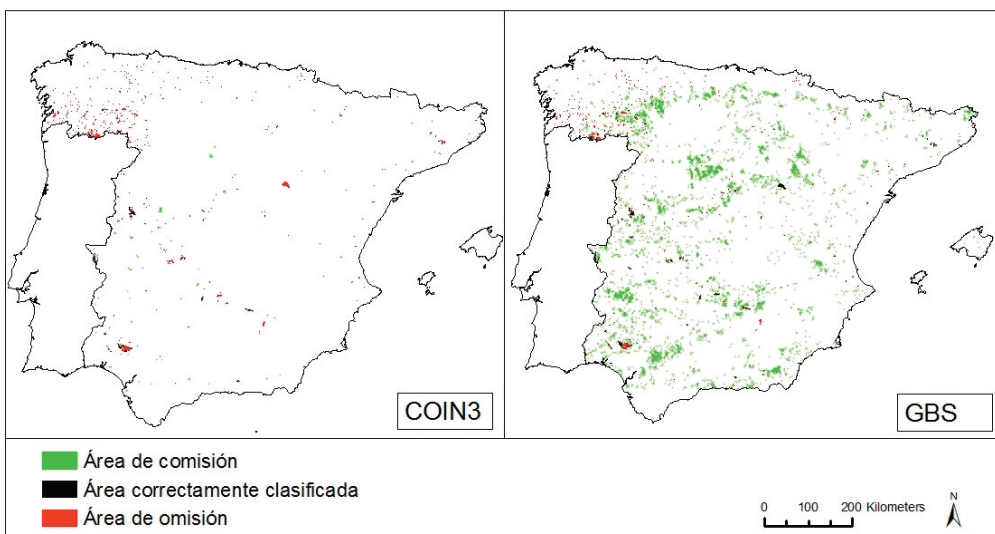 COIN3
GBS
Área de comisión
Área correctamente clasificada
Área de omisión
0 100 200 Kilometers
N